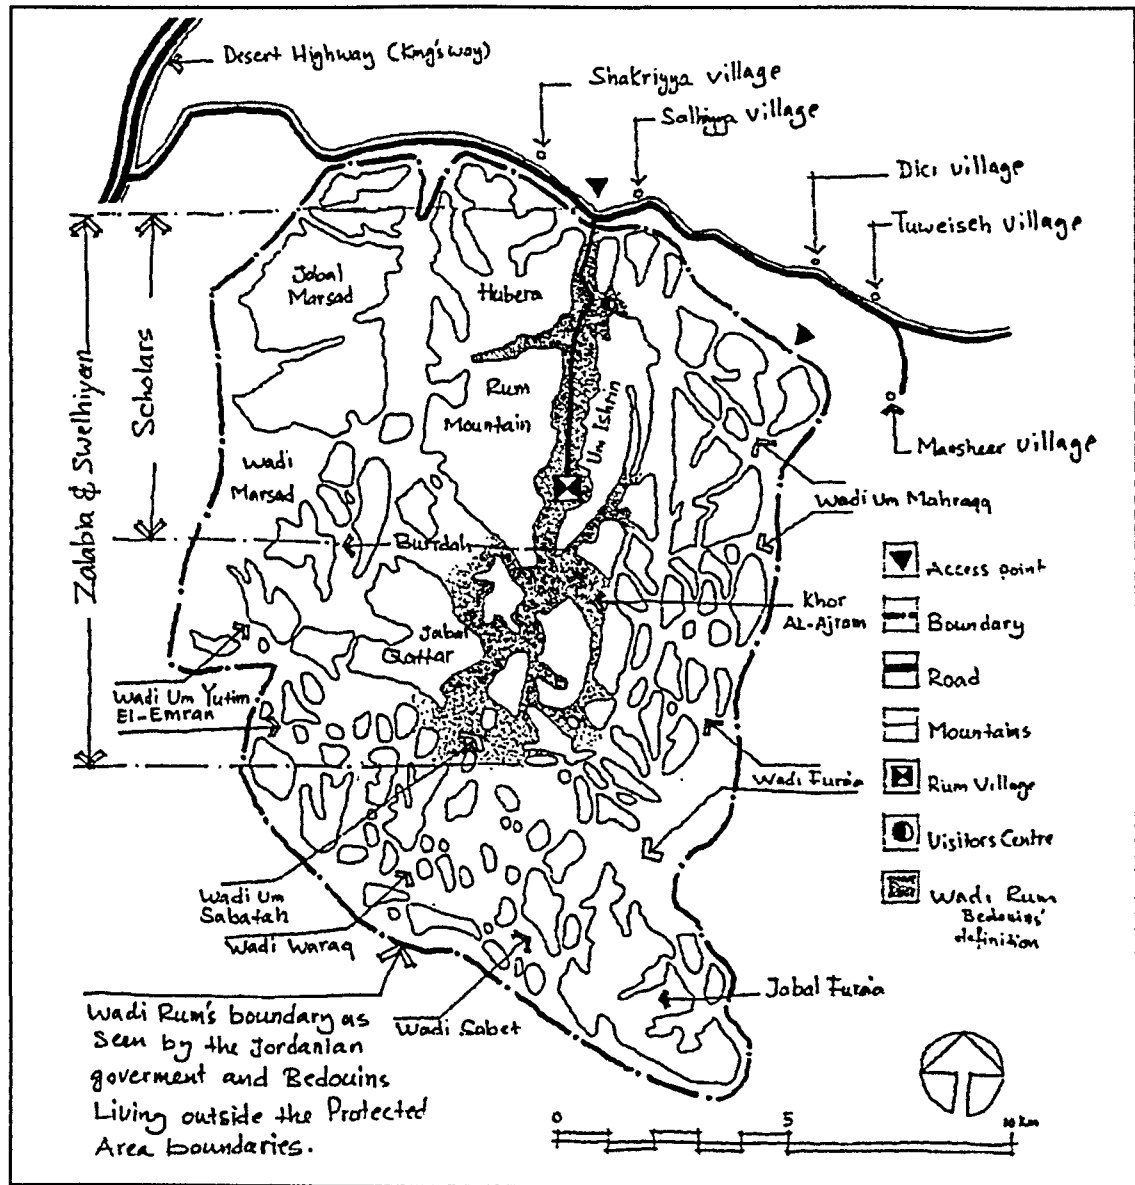 Desert Highway (King's way)
Shakriyya village
Salhiyya village
Dici village
Tuweiseh village
Jabal
Marsad
Hubera
Scholars
Zalabia & Swelhiyen
Rum
Mountain
Um Ishrin
Wadi
Marsad
Mansheer village
Wadi Um Mahraqq
Burdah
Khor
AL-Ajram
Jabal
Qattar
Wadi Um Yutim
El-Emran
Wadi Furaa
Wadi Um
Sabatah
Wadi Waraq
Wadi Sabet
Jabal Furaa
Access point
Boundary
Road
Mountains
Rum Village
Visitors Centre
Wadi Rum
Bedouins'
definition
Wadi Rum's boundary as
Seen by the Jordanian
goverment and Bedouins
Living outside the Protected
Area boundaries.
0 5 10 km